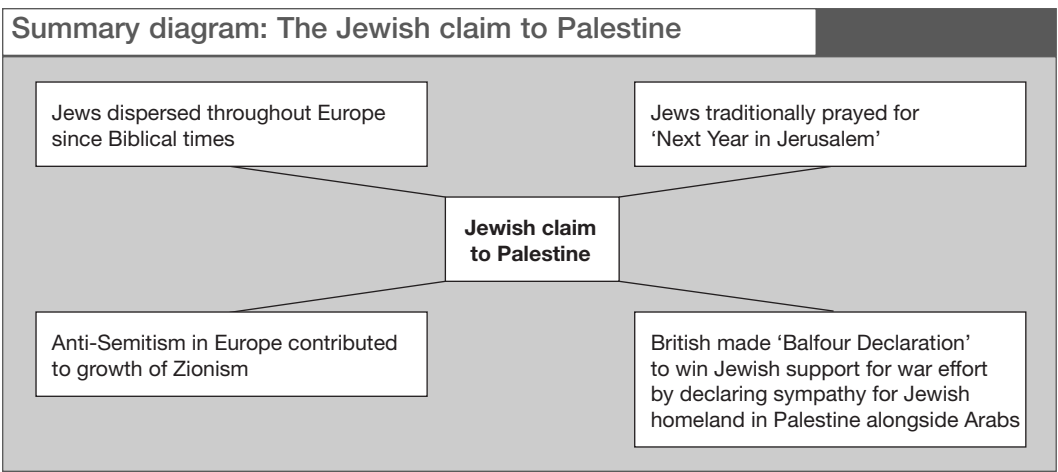 Summary diagram: The Jewish claim to Palestine
Jews dispersed throughout Europe
since Biblical times
Jews traditionally prayed for
‘Next Year in Jerusalem’
Jewish claim
to Palestine
Anti-Semitism in Europe contributed
to growth of Zionism
British made ‘Balfour Declaration’
to win Jewish support for war effort
by declaring sympathy for Jewish
homeland in Palestine alongside Arabs